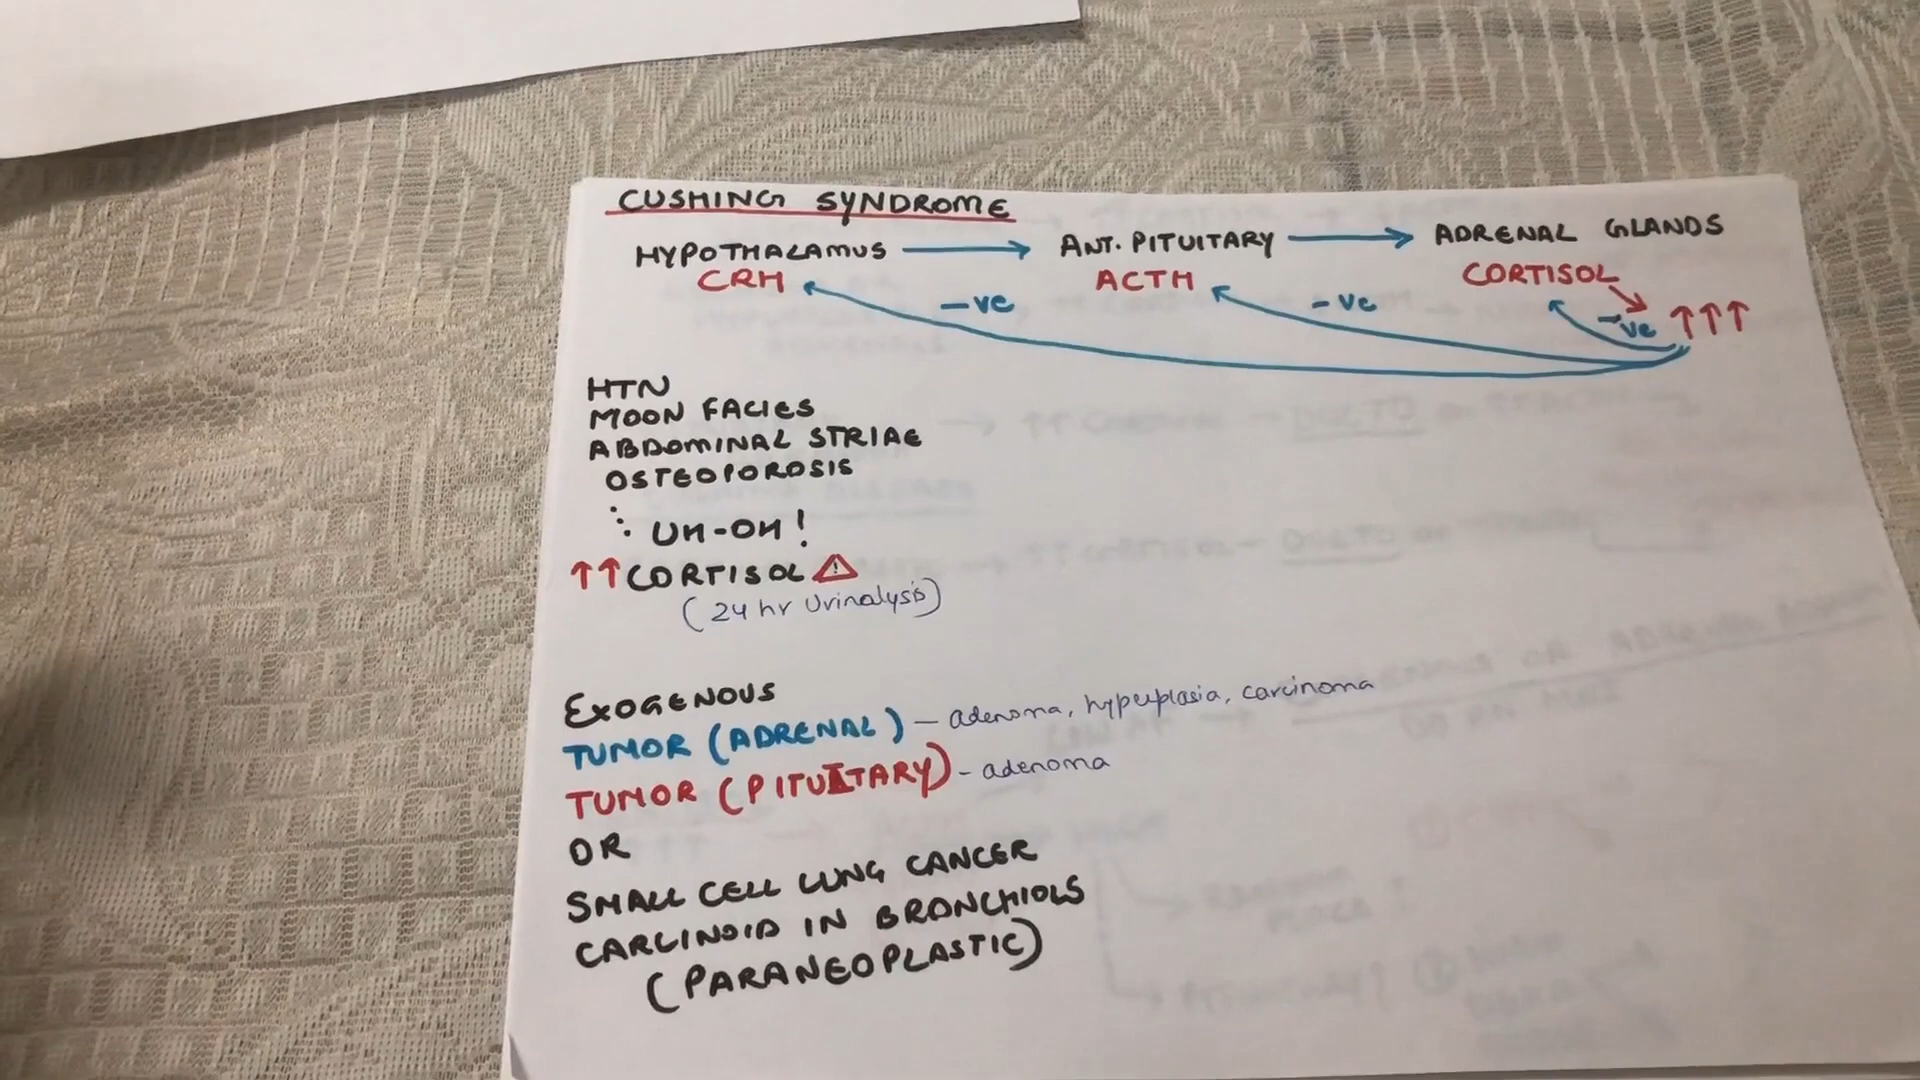 CUSHING SYNDROME
HYPOTHALAMUS → ANT. PITUITARY → ADRENAL GLANDS
CRH ACTH CORTISOL
-ve -ve -ve ↑↑↑
HTN
MOON FACIES
ABDOMINAL STRIAE
OSTEOPOROSIS
UH-OH!
↑↑ CORTISOL ⚠
(24 hr Urinalysis)
EXOGENOUS
TUMOR (ADRENAL) - adenoma, hyperplasia, carcinoma
TUMOR (PITUITARY) - adenoma
OR
SMALL CELL LUNG CANCER
CARCINOID IN BRONCHIOLS
(PARANEOPLASTIC)